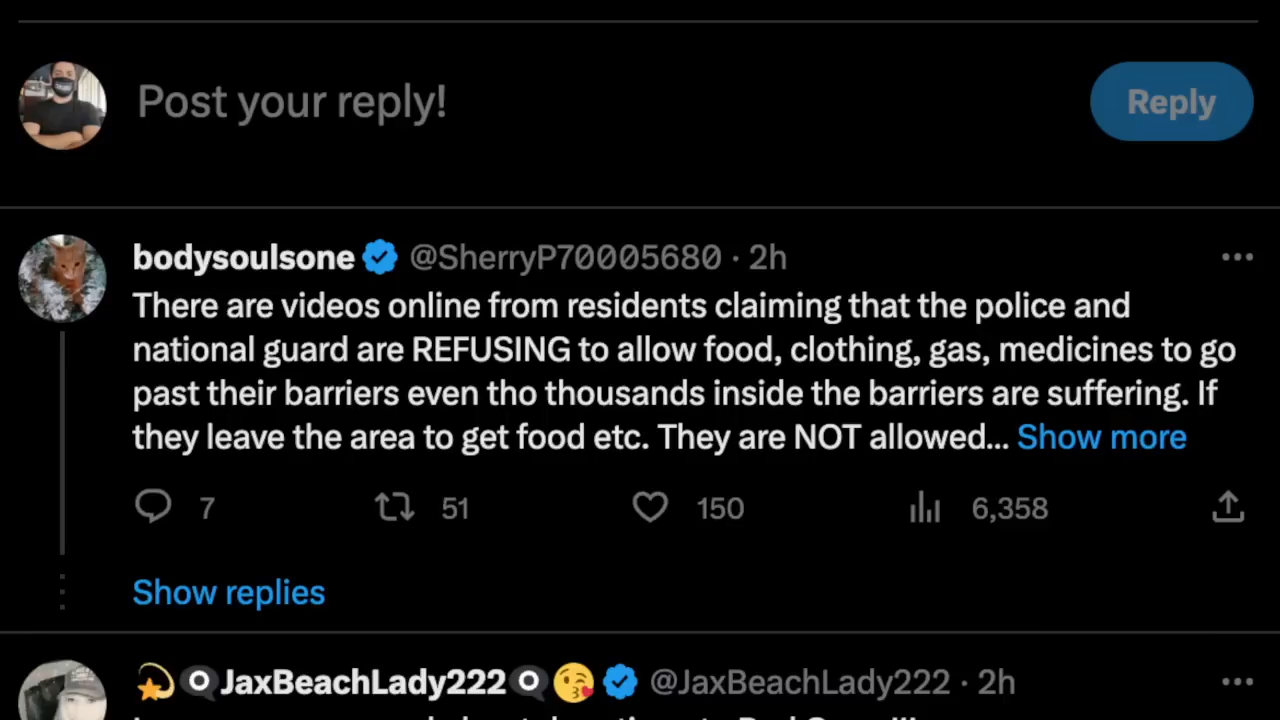 Post your reply!
Reply
bodysoulsone @SherryP70005680 · 2h
There are videos online from residents claiming that the police and
national guard are REFUSING to allow food, clothing, gas, medicines to go
past their barriers even tho thousands inside the barriers are suffering. If
they leave the area to get food etc. They are NOT allowed... Show more
7 51 150 6,358
Show replies
💫👁️‍🗨️JaxBeachLady222👁️‍🗨️😘 @JaxBeachLady222 · 2h